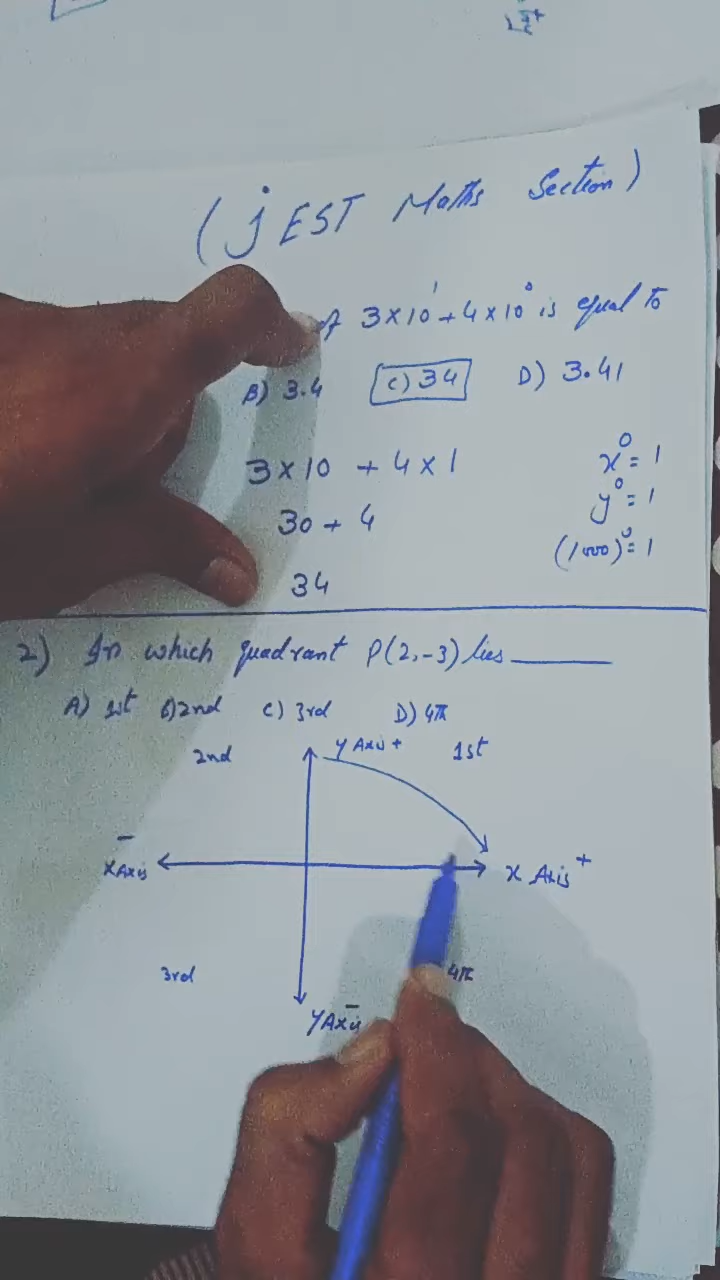 (jEST Maths Section)
of 3×10¹+4×10⁰ is equal to
B) 3.4 C) 34 D) 3.41
3×10 + 4×1 x⁰=1
30 + 4 y⁰=1
34 (1000)⁰=1
2) In which quadrant P(2,-3) lies ______
A) 1st B) 2nd C) 3rd D) 4th
2nd y Axis + 1st
x Axis - x Axis +
3rd 4th
y Axis -